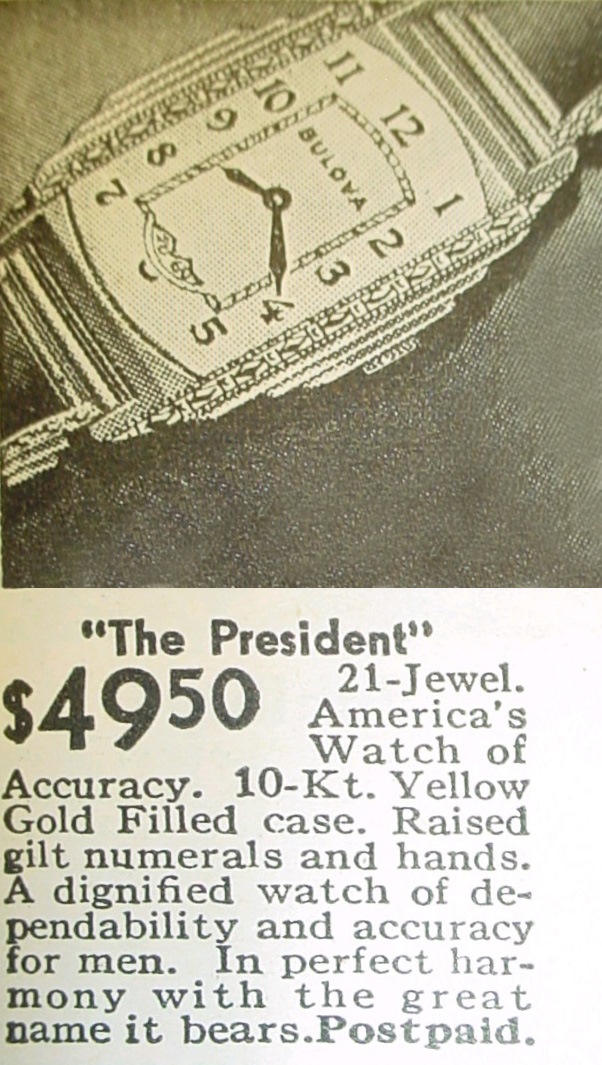 11
12
10
9
8
7
BULOVA
1
2
3
4
5
"The President"
$49⁵⁰ 21-Jewel.
America's
Watch of
Accuracy. 10-Kt. Yellow
Gold Filled case. Raised
gilt numerals and hands.
A dignified watch of de-
pendability and accuracy
for men. In perfect har-
mony with the great
name it bears. Postpaid.